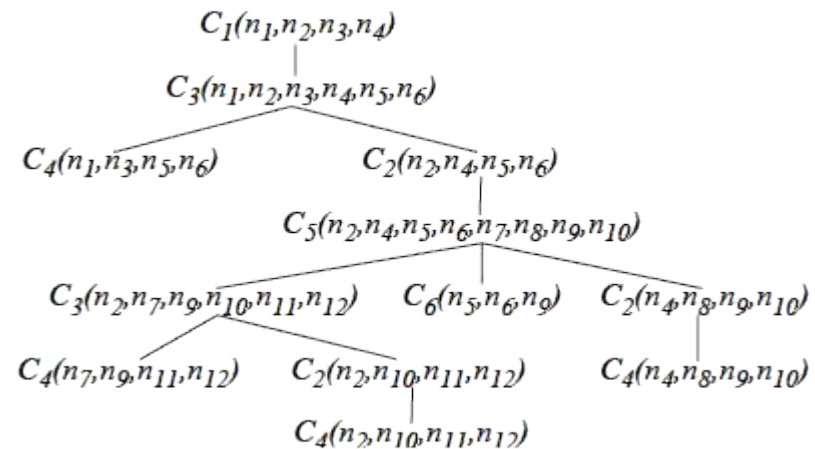 C₁(n₁,n₂,n₃,n₄)
C₃(n₁,n₂,n₃,n₄,n₅,n₆)
C₄(n₁,n₃,n₅,n₆) C₂(n₂,n₄,n₅,n₆)
C₅(n₂,n₄,n₅,n₆,n₇,n₈,n₉,n₁₀)
C₃(n₂,n₇,n₉,n₁₀,n₁₁,n₁₂) C₆(n₅,n₆,n₉) C₂(n₄,n₈,n₉,n₁₀)
C₄(n₇,n₉,n₁₁,n₁₂) C₂(n₂,n₁₀,n₁₁,n₁₂) C₄(n₄,n₈,n₉,n₁₀)
C₄(n₂,n₁₀,n₁₁,n₁₂)